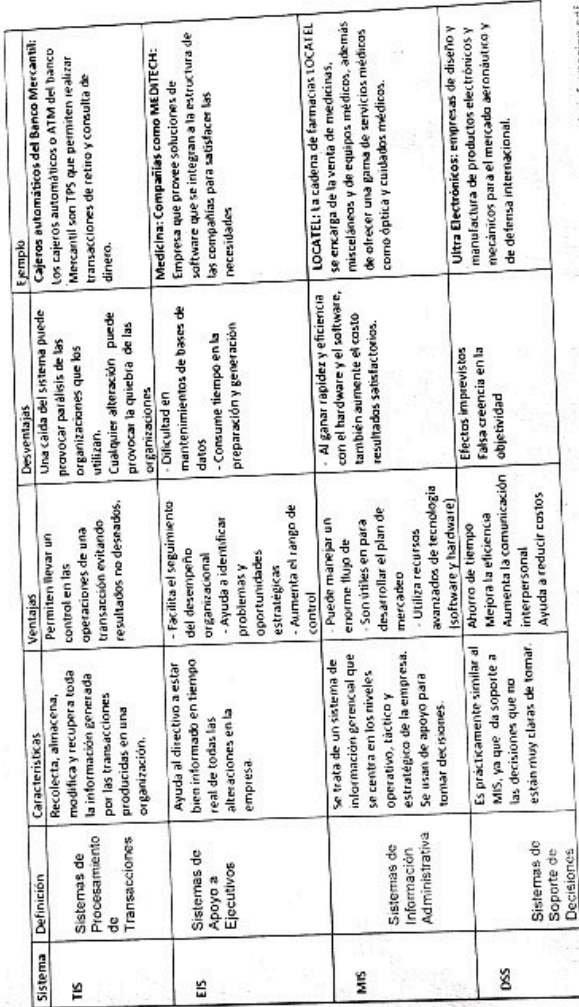 Sistema
Definición
Características
Ventajas
Desventajas
Ejemplo
TIS
Sistemas de
Procesamiento
de
Transacciones
Recolecta, almacena,
modifica y recupera toda
la información generada
por las transacciones
producidas en una
organización.
Permiten llevar un
control en las
operaciones de una
transacción evitando
resultados no deseados.
Una caída del sistema puede
provocar parálisis de las
organizaciones que los
utilizan.
Cualquier alteración puede
provocar la quiebra de las
organizaciones
Cajeros automáticos del Banco Mercantil:
Los cajeros automáticos o ATM del banco
Mercantil son TPS que permiten realizar
transacciones de retiro y consulta de
dinero.
EIS
Sistemas de
Apoyo a
Ejecutivos
Ayuda al directivo a estar
bien informado en tiempo
real de todas las
alteraciones en la
empresa.
- Facilita el seguimiento
del desempeño
organizacional
- Ayuda a identificar
problemas y
oportunidades
estratégicas
- Aumenta el rango de
control
- Dificultad en
mantenimientos de bases de
datos
- Consume tiempo en la
preparación y generación
Medicina: Compañías como MEDITECH:
Empresa que provee soluciones de
software que se integran a la estructura de
las compañías para satisfacer las
necesidades
MIS
Sistemas de
Información
Administrativa
Se trata de un sistema de
información gerencial que
se centra en los niveles
operativo, táctico y
estratégico de la empresa.
Se usan de apoyo para
tomar decisiones.
- Puede manejar un
enorme flujo de
- Son útiles en para
desarrollar el plan de
mercadeo
- Utiliza recursos
avanzados de tecnología
(software y hardware)
- Al ganar rapidez y eficiencia
con el hardware y el software,
también aumente el costo
resultados satisfactorios.
LOCATEL: La cadena de farmacias LOCATEL
se encarga de la venta de medicinas,
misceláneos y de equipos médicos, además
de ofrecer una gama de servicios médicos
como óptica y cuidados médicos.
DSS
Sistemas de
Soporte de
Decisiones
Es prácticamente similar al
MIS, ya que da soporte a
las decisiones que no
están muy claras de tomar.
Ahorro de tiempo
Mejora la eficiencia
Aumenta la comunicación
interpersonal
Ayuda a reducir costos
Efectos imprevistos
Falsa creencia en la
objetividad
Ultra Electrónicos: empresas de diseño y
manufactura de productos electrónicos y
mecánicos para el mercado aeronáutico y
de defensa internacional.